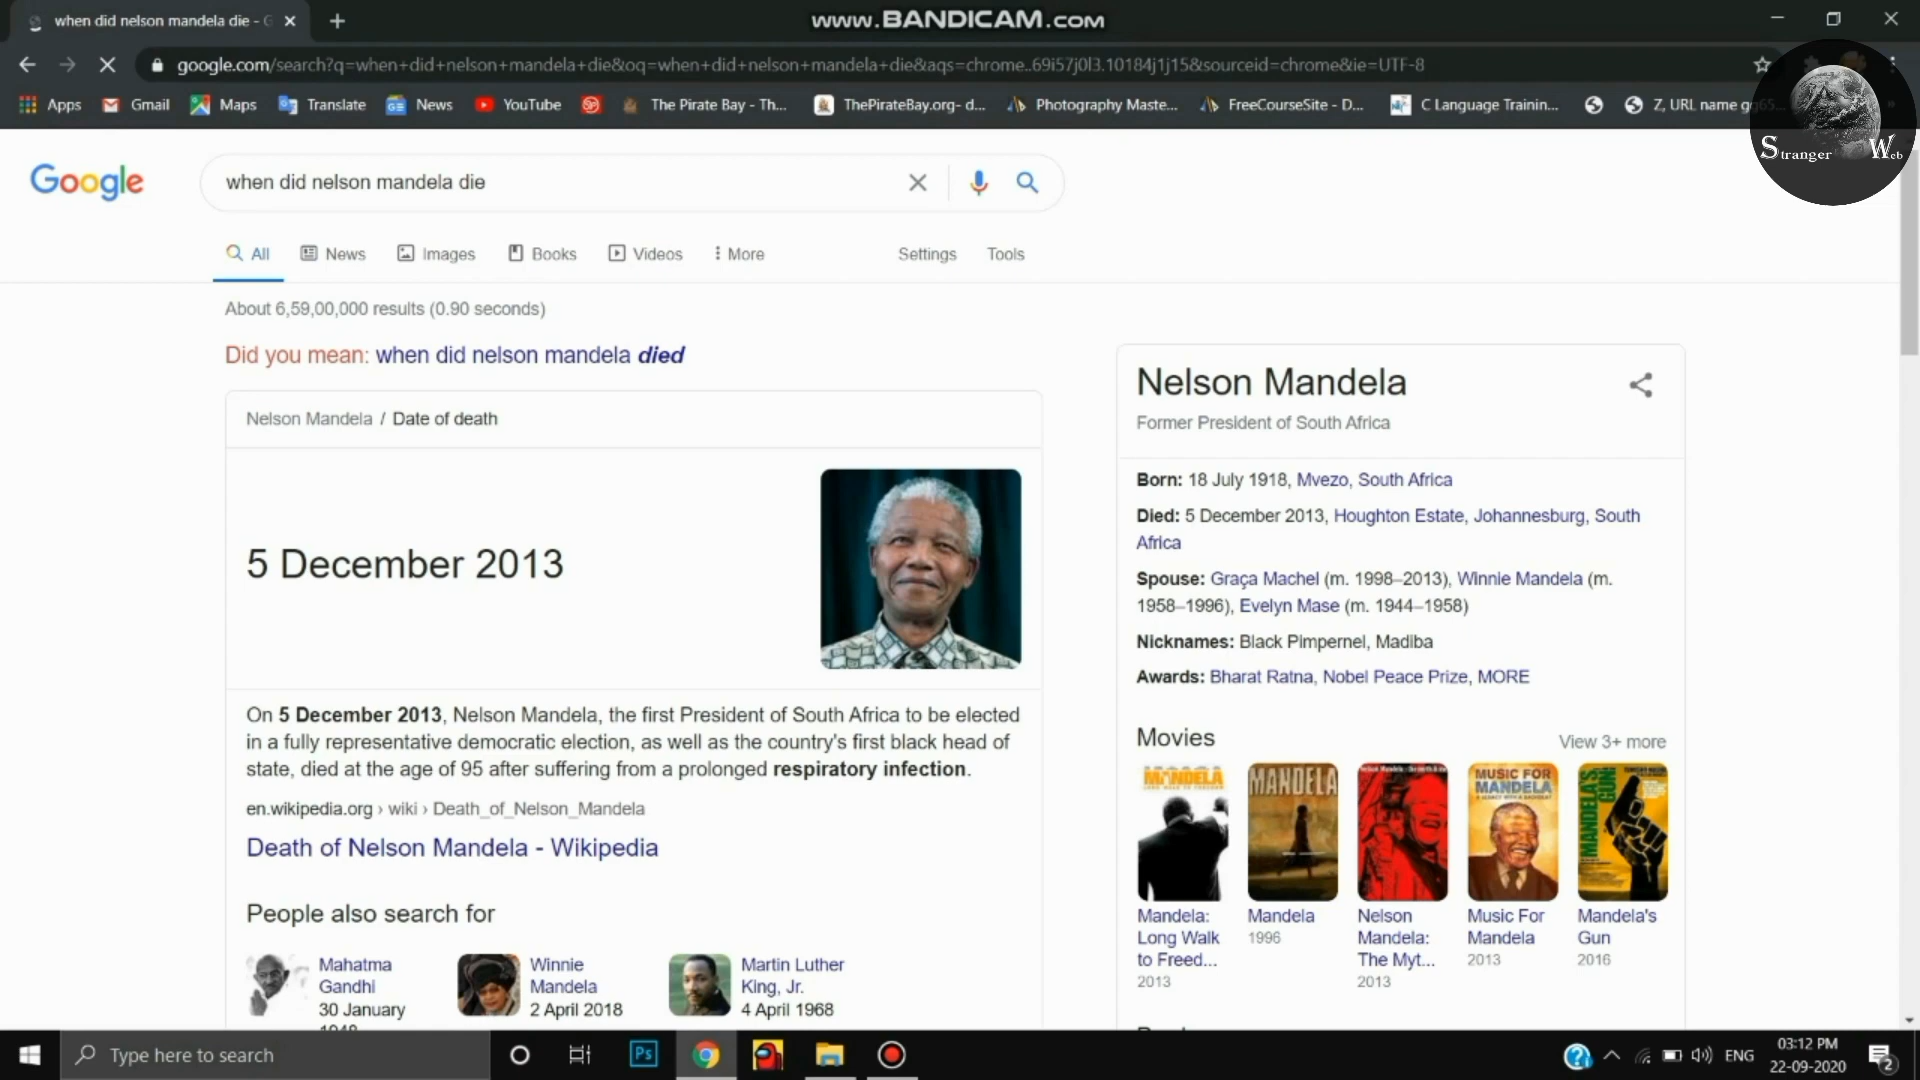 when did nelson mandela die - G
www.BANDICAM.com
google.com/search?q=when+did+nelson+mandela+die&oq=when+did+nelson+mandela+die&aqs=chrome..69i57j0l3.10184j1j15&sourceid=chrome&ie=UTF-8
Apps Gmail Maps Translate News YouTube The Pirate Bay - Th... ThePirateBay.org- d... Photography Maste... FreeCourseSite - D... C Language Trainin... Z, URL name
Stranger Web
Google
when did nelson mandela die
All News Images Books Videos More Settings Tools
About 6,59,00,000 results (0.90 seconds)
Did you mean: when did nelson mandela died
Nelson Mandela / Date of death
5 December 2013
On 5 December 2013, Nelson Mandela, the first President of South Africa to be elected
in a fully representative democratic election, as well as the country's first black head of
state, died at the age of 95 after suffering from a prolonged respiratory infection.
en.wikipedia.org › wiki › Death_of_Nelson_Mandela
Death of Nelson Mandela - Wikipedia
People also search for
Mahatma
Gandhi
30 January
1948
Winnie
Mandela
2 April 2018
Martin Luther
King, Jr.
4 April 1968
Nelson Mandela
Former President of South Africa
Born: 18 July 1918, Mvezo, South Africa
Died: 5 December 2013, Houghton Estate, Johannesburg, South
Africa
Spouse: Graça Machel (m. 1998–2013), Winnie Mandela (m.
1958–1996), Evelyn Mase (m. 1944–1958)
Nicknames: Black Pimpernel, Madiba
Awards: Bharat Ratna, Nobel Peace Prize, MORE
Movies
View 3+ more
MANDELA
MANDELA
MUSIC FOR
MANDELA
MANDELA'S
GUN
Mandela:
Long Walk
to Freed...
2013
Mandela
1996
Nelson
Mandela:
The Myt...
2013
Music For
Mandela
2013
Mandela's
Gun
2016
Type here to search
Ps
ENG
03:12 PM
22-09-2020
2